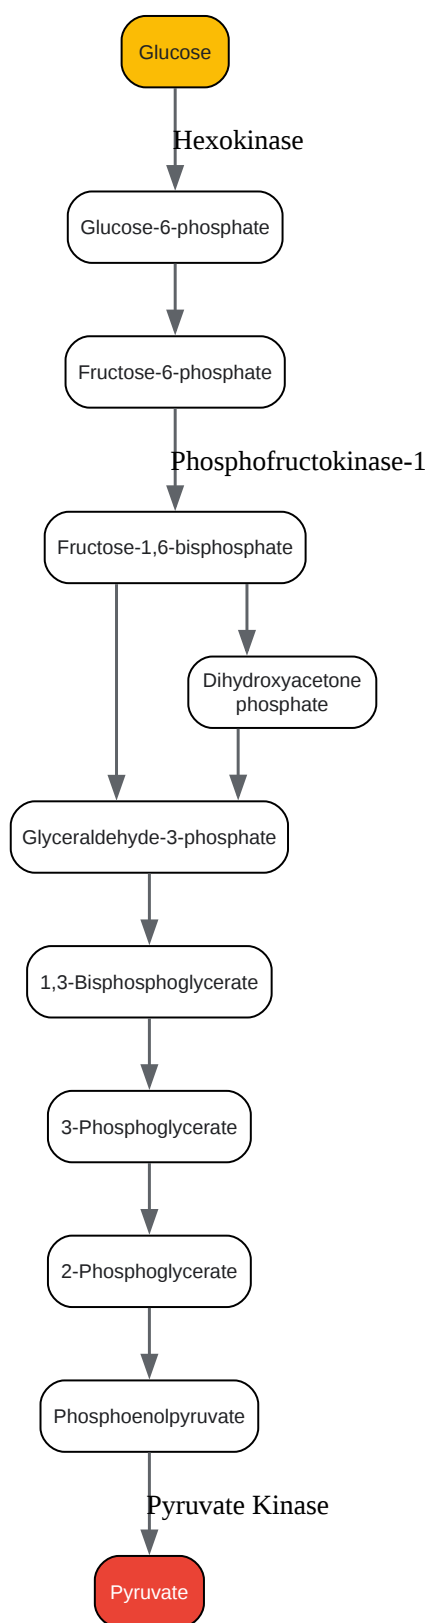 Glucose
Hexokinase
Glucose-6-phosphate
Fructose-6-phosphate
Phosphofructokinase-1
Fructose-1,6-bisphosphate
Dihydroxyacetone
phosphate
Glyceraldehyde-3-phosphate
1,3-Bisphosphoglycerate
3-Phosphoglycerate
2-Phosphoglycerate
Phosphoenolpyruvate
Pyruvate Kinase
Pyruvate